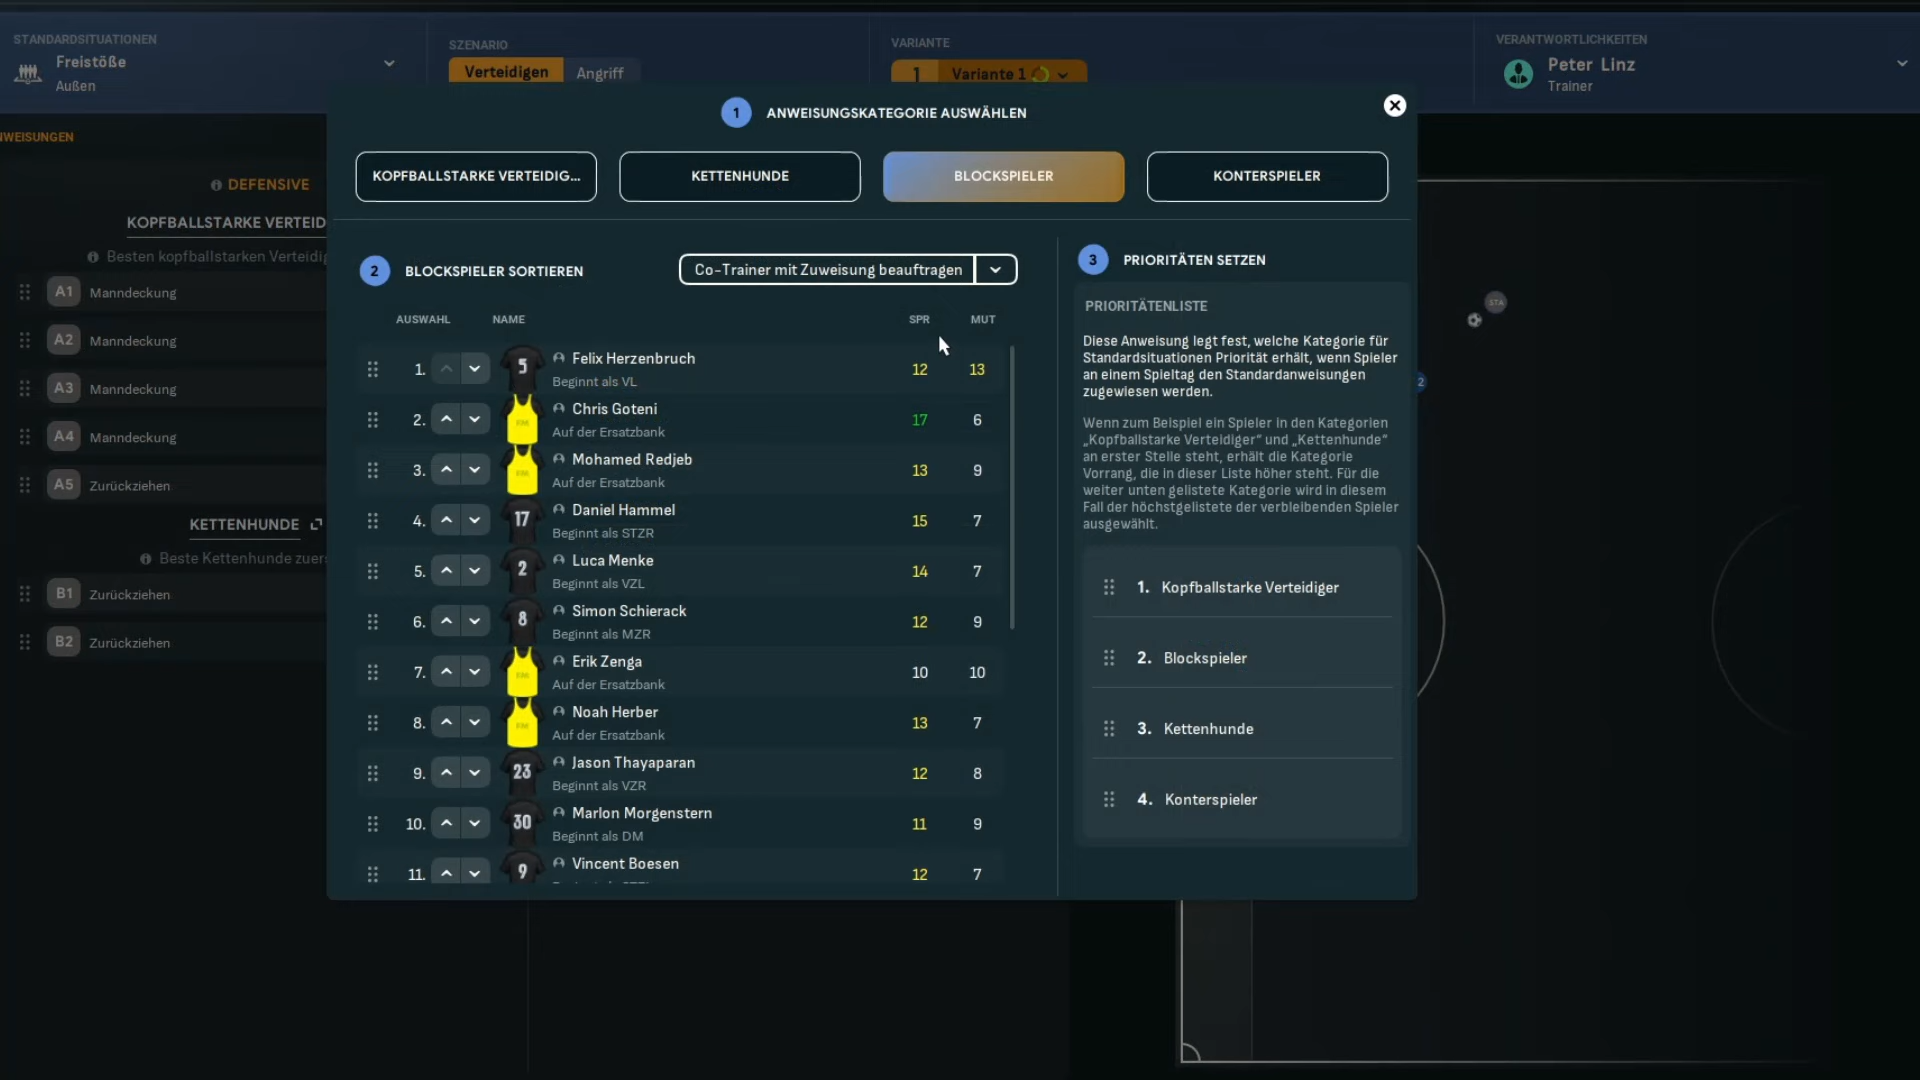 STANDARDSITUATIONEN
Freistöße
Außen
SZENARIO
Verteidigen
Angriff
VARIANTE
1
Variante 1
VERANTWORTLICHKEITEN
Peter Linz
Trainer
1 ANWEISUNGSKATEGORIE AUSWÄHLEN
KOPFBALLSTARKE VERTEIDIG...
KETTENHUNDE
BLOCKSPIELER
KONTERSPIELER
NWEISUNGEN
DEFENSIVE
KOPFBALLSTARKE VERTEID
Besten kopfballstarken Verteidig
A1 Manndeckung
A2 Manndeckung
A3 Manndeckung
A4 Manndeckung
A5 Zurückziehen
KETTENHUNDE
Beste Kettenhunde zuers
B1 Zurückziehen
B2 Zurückziehen
2 BLOCKSPIELER SORTIEREN
Co-Trainer mit Zuweisung beauftragen
AUSWAHL NAME SPR MUT
1. 5 Felix Herzenbruch 12 13
Beginnt als VL
2. Chris Goteni 17 6
Auf der Ersatzbank
3. Mohamed Redjeb 13 9
Auf der Ersatzbank
4. 17 Daniel Hammel 15 7
Beginnt als STZR
5. 2 Luca Menke 14 7
Beginnt als VZL
6. 8 Simon Schierack 12 9
Beginnt als MZR
7. Erik Zenga 10 10
Auf der Ersatzbank
8. Noah Herber 13 7
Auf der Ersatzbank
9. 23 Jason Thayaparan 12 8
Beginnt als VZR
10. 30 Marlon Morgenstern 11 9
Beginnt als DM
11. 9 Vincent Boesen 12 7
3 PRIORITÄTEN SETZEN
PRIORITÄTENLISTE
Diese Anweisung legt fest, welche Kategorie für
Standardsituationen Priorität erhält, wenn Spieler
an einem Spieltag den Standardanweisungen
zugewiesen werden.
Wenn zum Beispiel ein Spieler in den Kategorien
„Kopfballstarke Verteidiger“ und „Kettenhunde“
an erster Stelle steht, erhält die Kategorie
Vorrang, die in dieser Liste höher steht. Für die
weiter unten gelistete Kategorie wird in diesem
Fall der höchstgelistete der verbleibenden Spieler
ausgewählt.
1. Kopfballstarke Verteidiger
2. Blockspieler
3. Kettenhunde
4. Konterspieler
STA
2